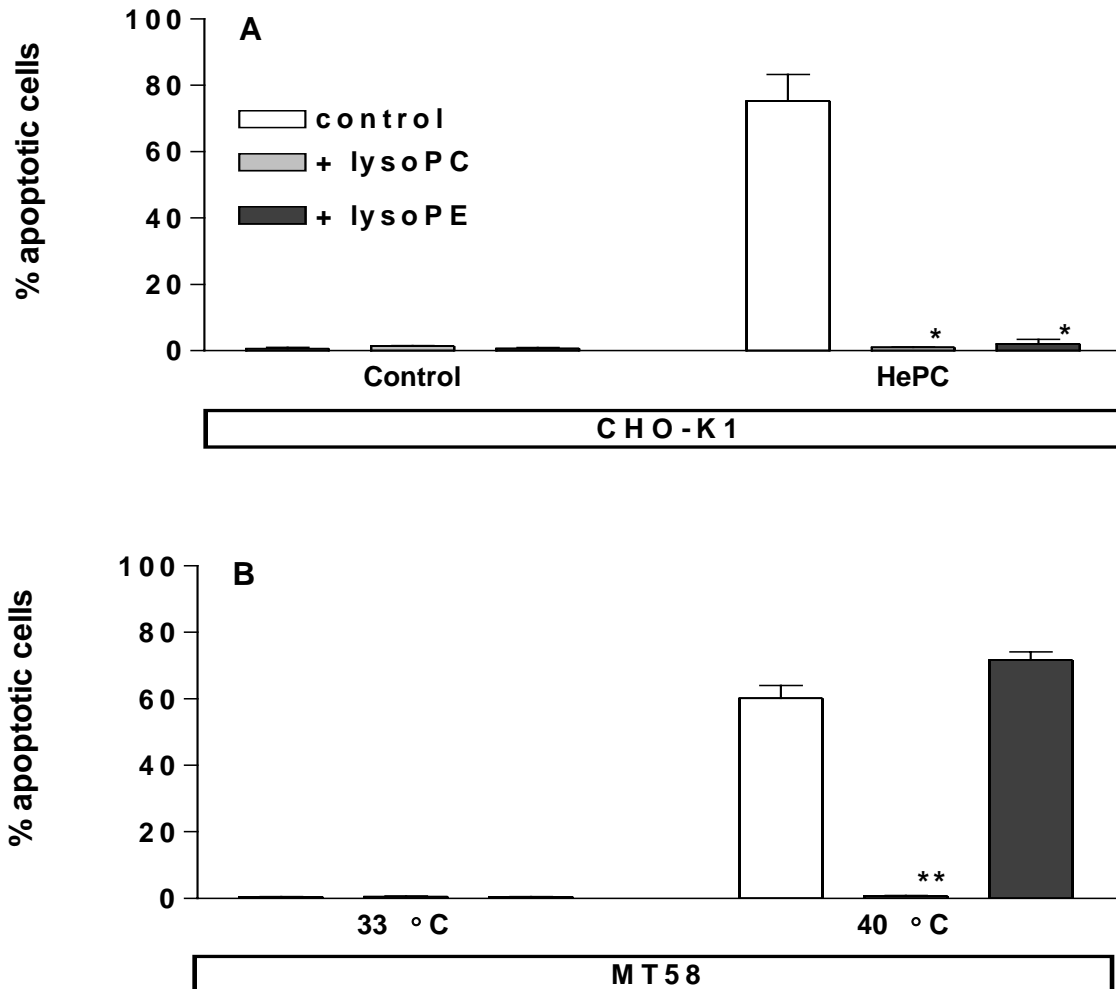 % apoptotic cells
100
80
60
40
20
0
A
control
+ lysoPC
+ lysoPE
*
*
Control HePC
CHO-K1
% apoptotic cells
100
80
60
40
20
0
B
**
33 °C 40 °C
MT58